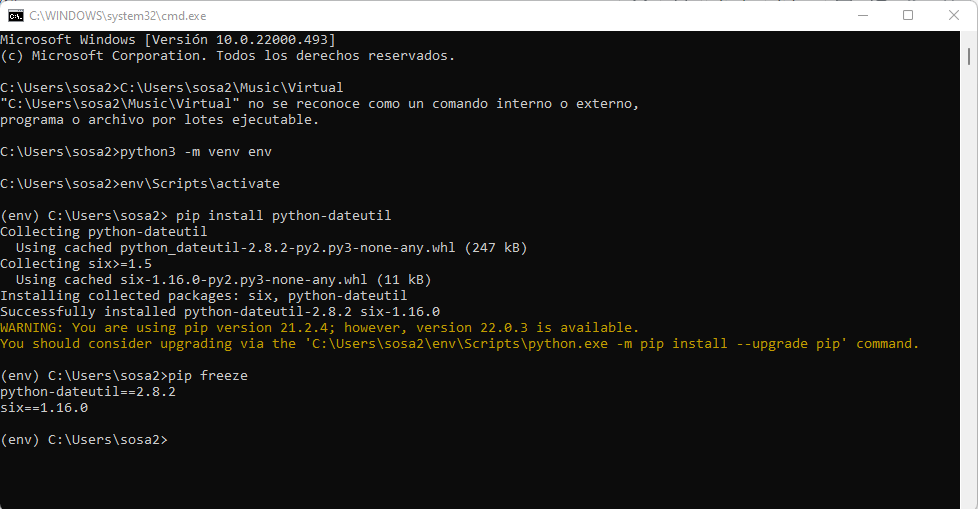 C:\WINDOWS\system32\cmd.exe
Microsoft Windows [Versión 10.0.22000.493]
(c) Microsoft Corporation. Todos los derechos reservados.
C:\Users\sosa2>C:\Users\sosa2\Music\Virtual
"C:\Users\sosa2\Music\Virtual" no se reconoce como un comando interno o externo,
programa o archivo por lotes ejecutable.
C:\Users\sosa2>python3 -m venv env
C:\Users\sosa2>env\Scripts\activate
(env) C:\Users\sosa2> pip install python-dateutil
Collecting python-dateutil
  Using cached python_dateutil-2.8.2-py2.py3-none-any.whl (247 kB)
Collecting six>=1.5
  Using cached six-1.16.0-py2.py3-none-any.whl (11 kB)
Installing collected packages: six, python-dateutil
Successfully installed python-dateutil-2.8.2 six-1.16.0
WARNING: You are using pip version 21.2.4; however, version 22.0.3 is available.
You should consider upgrading via the 'C:\Users\sosa2\env\Scripts\python.exe -m pip install --upgrade pip' command.
(env) C:\Users\sosa2>pip freeze
python-dateutil==2.8.2
six==1.16.0
(env) C:\Users\sosa2>